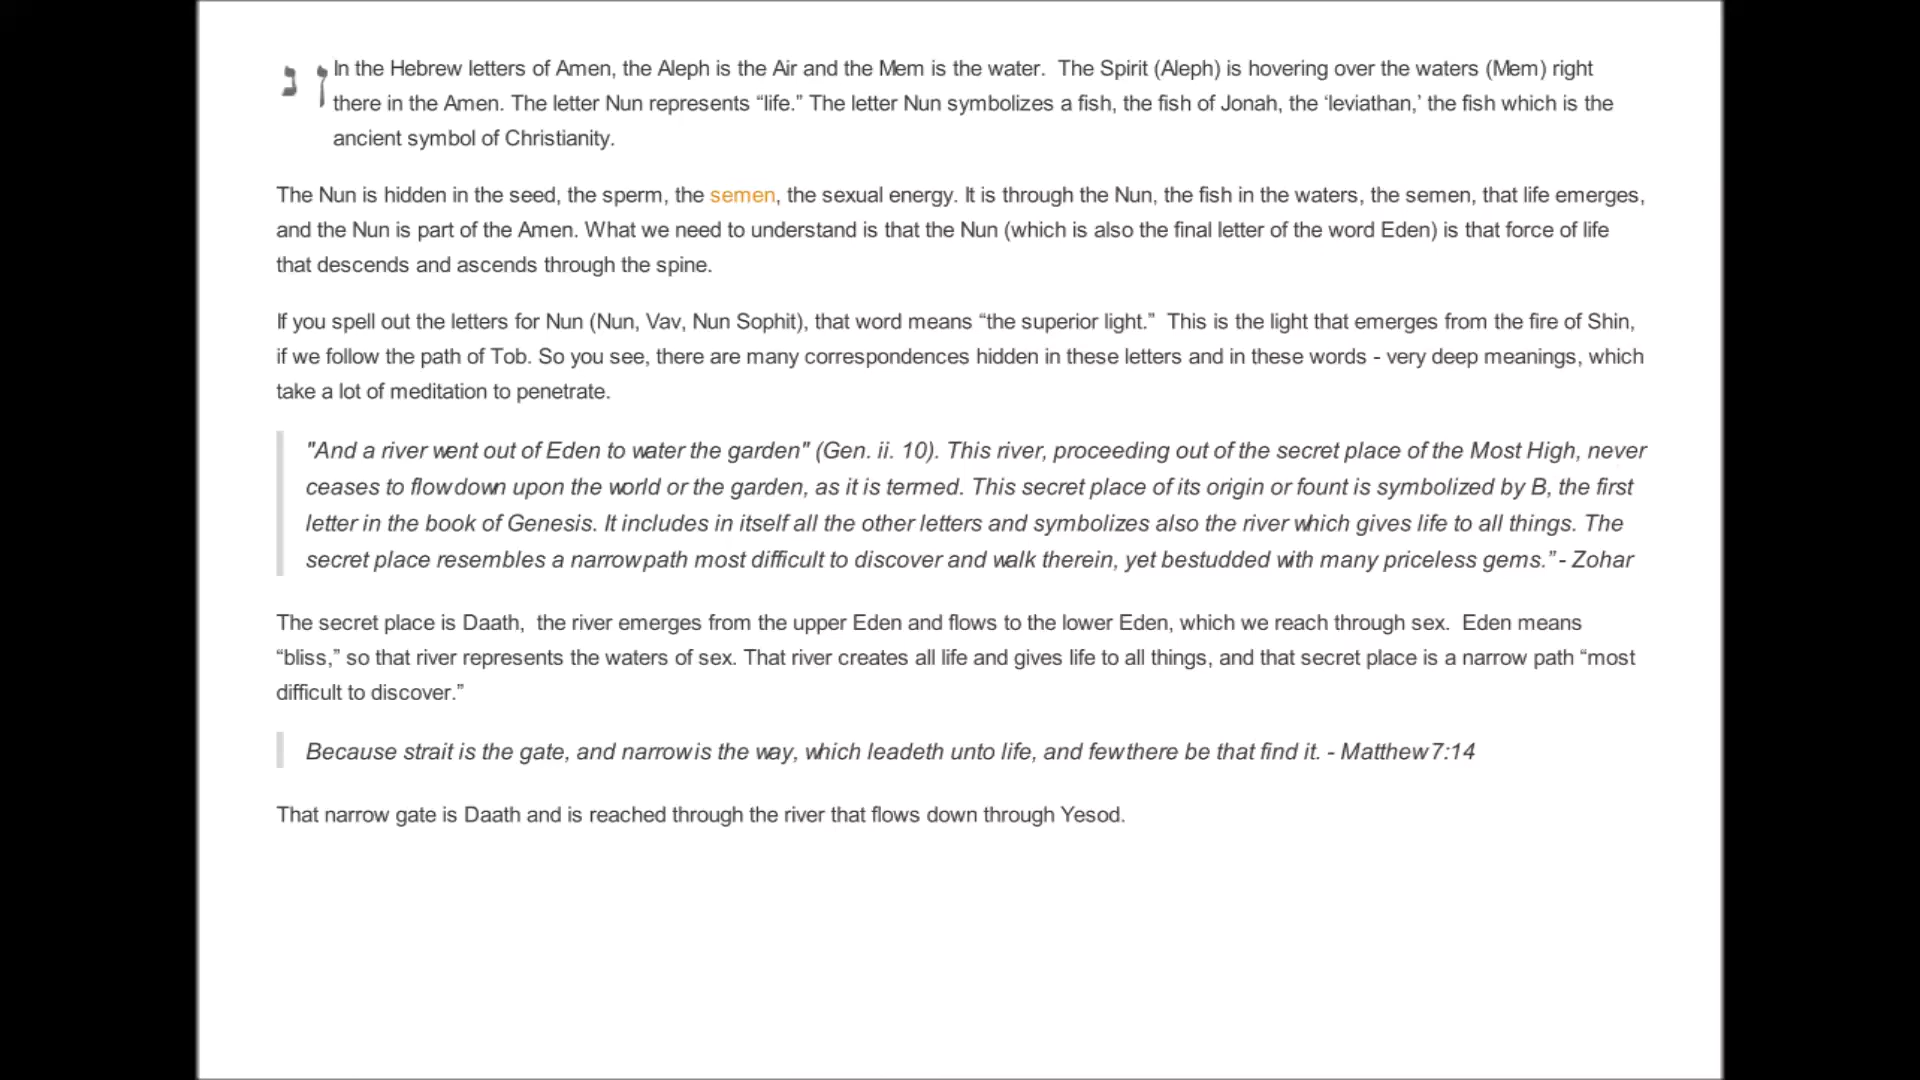 נ ן In the Hebrew letters of Amen, the Aleph is the Air and the Mem is the water.  The Spirit (Aleph) is hovering over the waters (Mem) right
there in the Amen. The letter Nun represents “life.” The letter Nun symbolizes a fish, the fish of Jonah, the ‘leviathan,’ the fish which is the
ancient symbol of Christianity.
The Nun is hidden in the seed, the sperm, the semen, the sexual energy. It is through the Nun, the fish in the waters, the semen, that life emerges,
and the Nun is part of the Amen. What we need to understand is that the Nun (which is also the final letter of the word Eden) is that force of life
that descends and ascends through the spine.
If you spell out the letters for Nun (Nun, Vav, Nun Sophit), that word means “the superior light.”  This is the light that emerges from the fire of Shin,
if we follow the path of Tob. So you see, there are many correspondences hidden in these letters and in these words - very deep meanings, which
take a lot of meditation to penetrate.
"And a river went out of Eden to water the garden" (Gen. ii. 10). This river, proceeding out of the secret place of the Most High, never
ceases to flow down upon the world or the garden, as it is termed. This secret place of its origin or fount is symbolized by B, the first
letter in the book of Genesis. It includes in itself all the other letters and symbolizes also the river which gives life to all things. The
secret place resembles a narrow path most difficult to discover and walk therein, yet bestudded with many priceless gems.” - Zohar
The secret place is Daath,  the river emerges from the upper Eden and flows to the lower Eden, which we reach through sex.  Eden means
“bliss,” so that river represents the waters of sex. That river creates all life and gives life to all things, and that secret place is a narrow path “most
difficult to discover.”
Because strait is the gate, and narrow is the way, which leadeth unto life, and few there be that find it. - Matthew 7:14
That narrow gate is Daath and is reached through the river that flows down through Yesod.